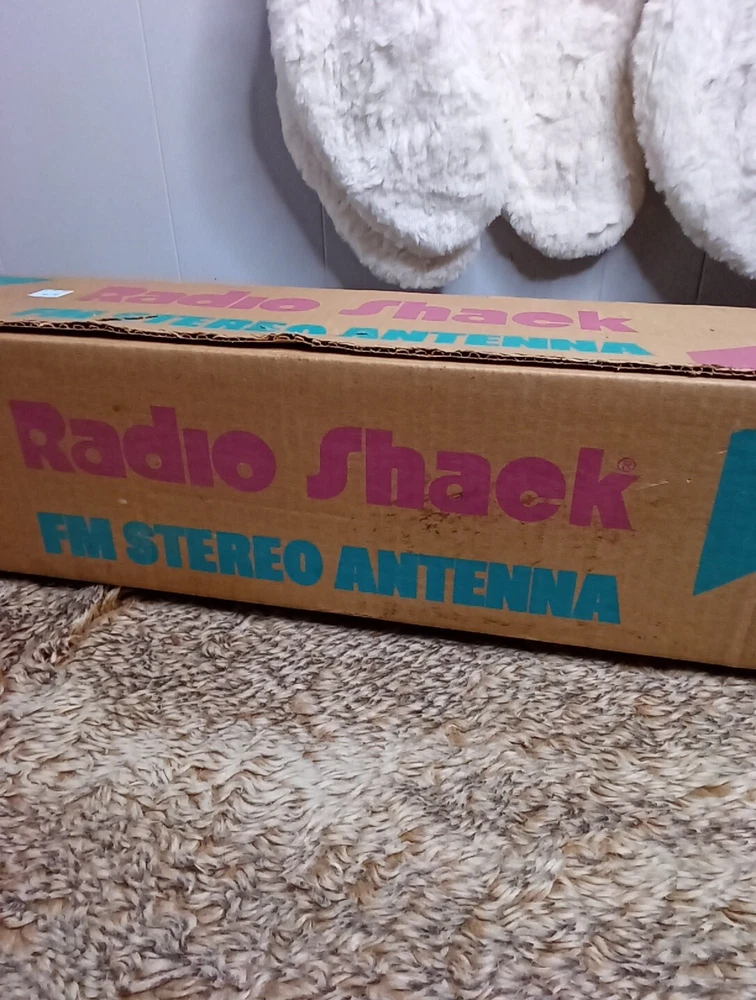 Radio Shack
FM STEREO ANTENNA
Radio Shack®
FM STEREO ANTENNA